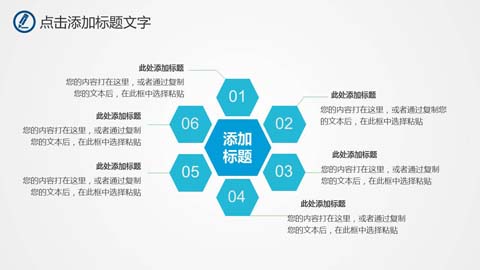 点击添加标题文字
此处添加标题
您的内容打在这里，或者通过复制
您的文本后，在此框中选择粘贴
01
此处添加标题
您的内容打在这里，或者通过复制您
的文本后，在此框中选择粘贴
02
此处添加标题
您的内容打在这里，或者通过复制
您的文本后，在此框中选择粘贴
06
添加
标题
此处添加标题
您的内容打在这里，或者通过复制
您的文本后，在此框中选择粘贴
03
此处添加标题
您的内容打在这里，或者通过复制
您的文本后，在此框中选择粘贴
05
04
此处添加标题
您的内容打在这里，或者通过复制
您的文本后，在此框中选择粘贴